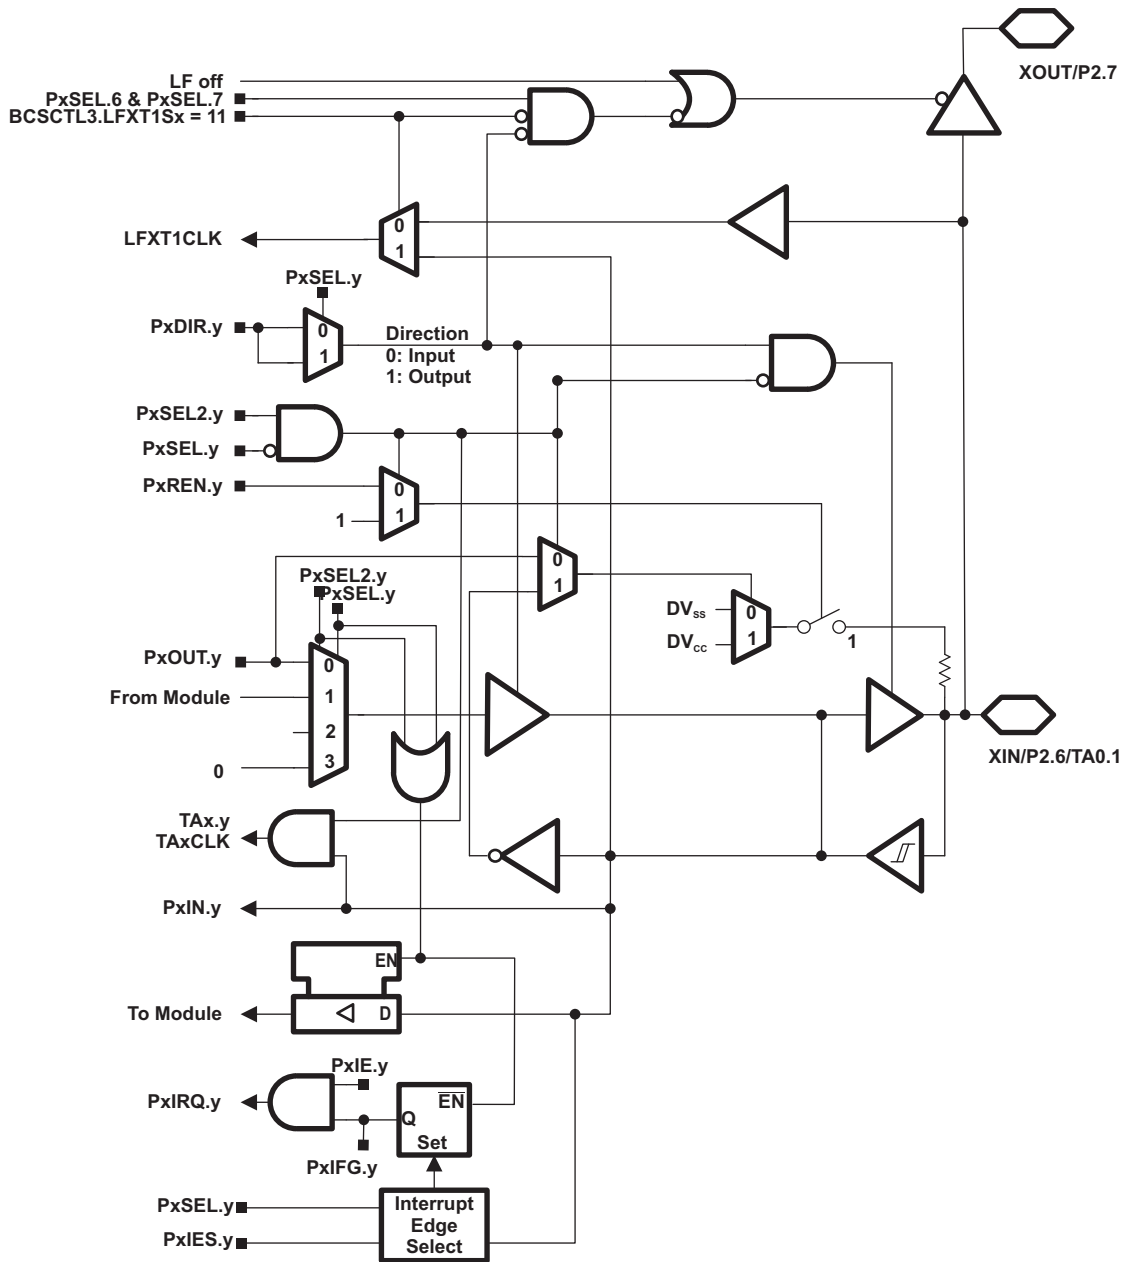 XOUT/P2.7
LF off
PxSEL.6 & PxSEL.7
BCSCTL3.LFXT1Sx = 11
0
1
LFXT1CLK
PxSEL.y
PxDIR.y
0
1
Direction
0: Input
1: Output
PxSEL2.y
PxSEL.y
PxREN.y
0
1
1
0
1
PxSEL2.y
PxSEL.y
DVSS
0
DVCC
1
1
PxOUT.y
0
From Module
1
2
3
0
XIN/P2.6/TA0.1
TAx.y
TAxCLK
PxIN.y
EN
To Module
D
PxIE.y
PxIRQ.y
EN
Q
Set
PxIFG.y
PxSEL.y
PxIES.y
Interrupt
Edge
Select